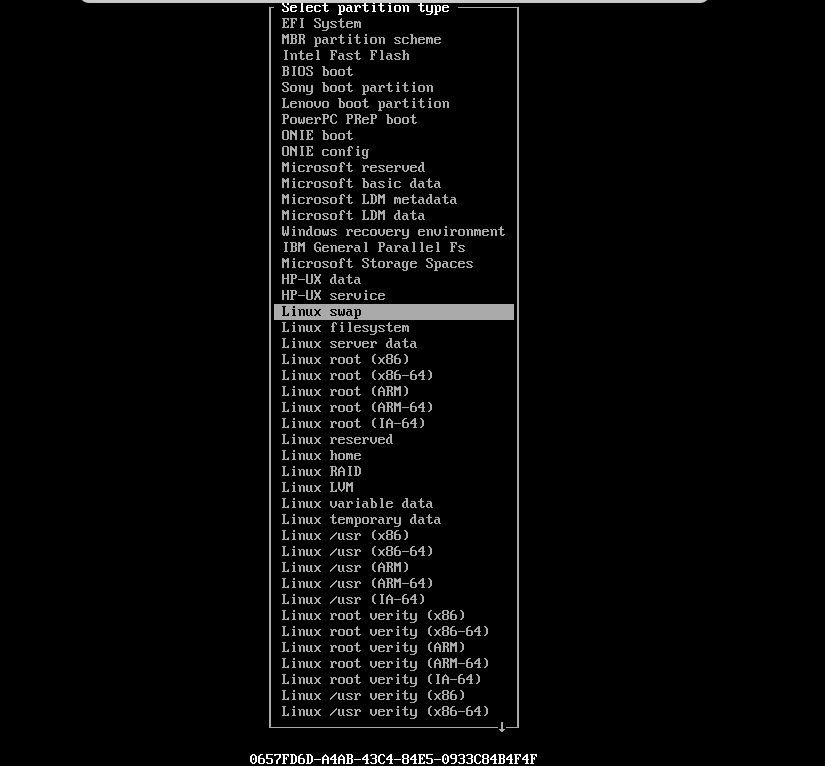 Select partition type
EFI System
MBR partition scheme
Intel Fast Flash
BIOS boot
Sony boot partition
Lenovo boot partition
PowerPC PReP boot
ONIE boot
ONIE config
Microsoft reserved
Microsoft basic data
Microsoft LDM metadata
Microsoft LDM data
Windows recovery environment
IBM General Parallel Fs
Microsoft Storage Spaces
HP-UX data
HP-UX service
Linux swap
Linux filesystem
Linux server data
Linux root (x86)
Linux root (x86-64)
Linux root (ARM)
Linux root (ARM-64)
Linux root (IA-64)
Linux reserved
Linux home
Linux RAID
Linux LVM
Linux variable data
Linux temporary data
Linux /usr (x86)
Linux /usr (x86-64)
Linux /usr (ARM)
Linux /usr (ARM-64)
Linux /usr (IA-64)
Linux root verity (x86)
Linux root verity (x86-64)
Linux root verity (ARM)
Linux root verity (ARM-64)
Linux root verity (IA-64)
Linux /usr verity (x86)
Linux /usr verity (x86-64)
0657FD6D-A4AB-43C4-84E5-0933C84B4F4F